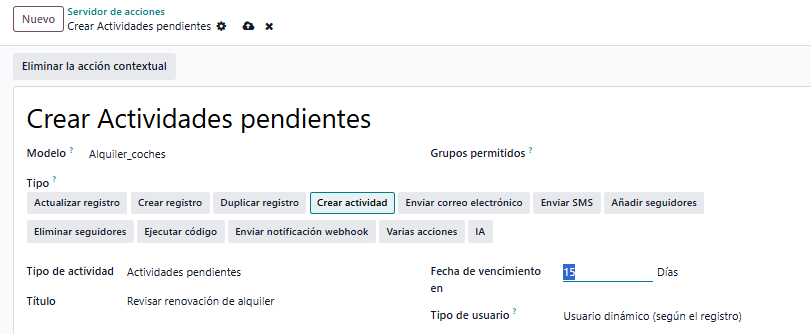 Nuevo
Servidor de acciones
Crear Actividades pendientes
Eliminar la acción contextual
Crear Actividades pendientes
Modelo ? Alquiler_coches
Grupos permitidos ?
Tipo ?
Actualizar registro Crear registro Duplicar registro Crear actividad Enviar correo electrónico Enviar SMS Añadir seguidores
Eliminar seguidores Ejecutar código Enviar notificación webhook Varias acciones IA
Tipo de actividad Actividades pendientes
Título Revisar renovación de alquiler
Fecha de vencimiento en 15 Días
Tipo de usuario ? Usuario dinámico (según el registro)